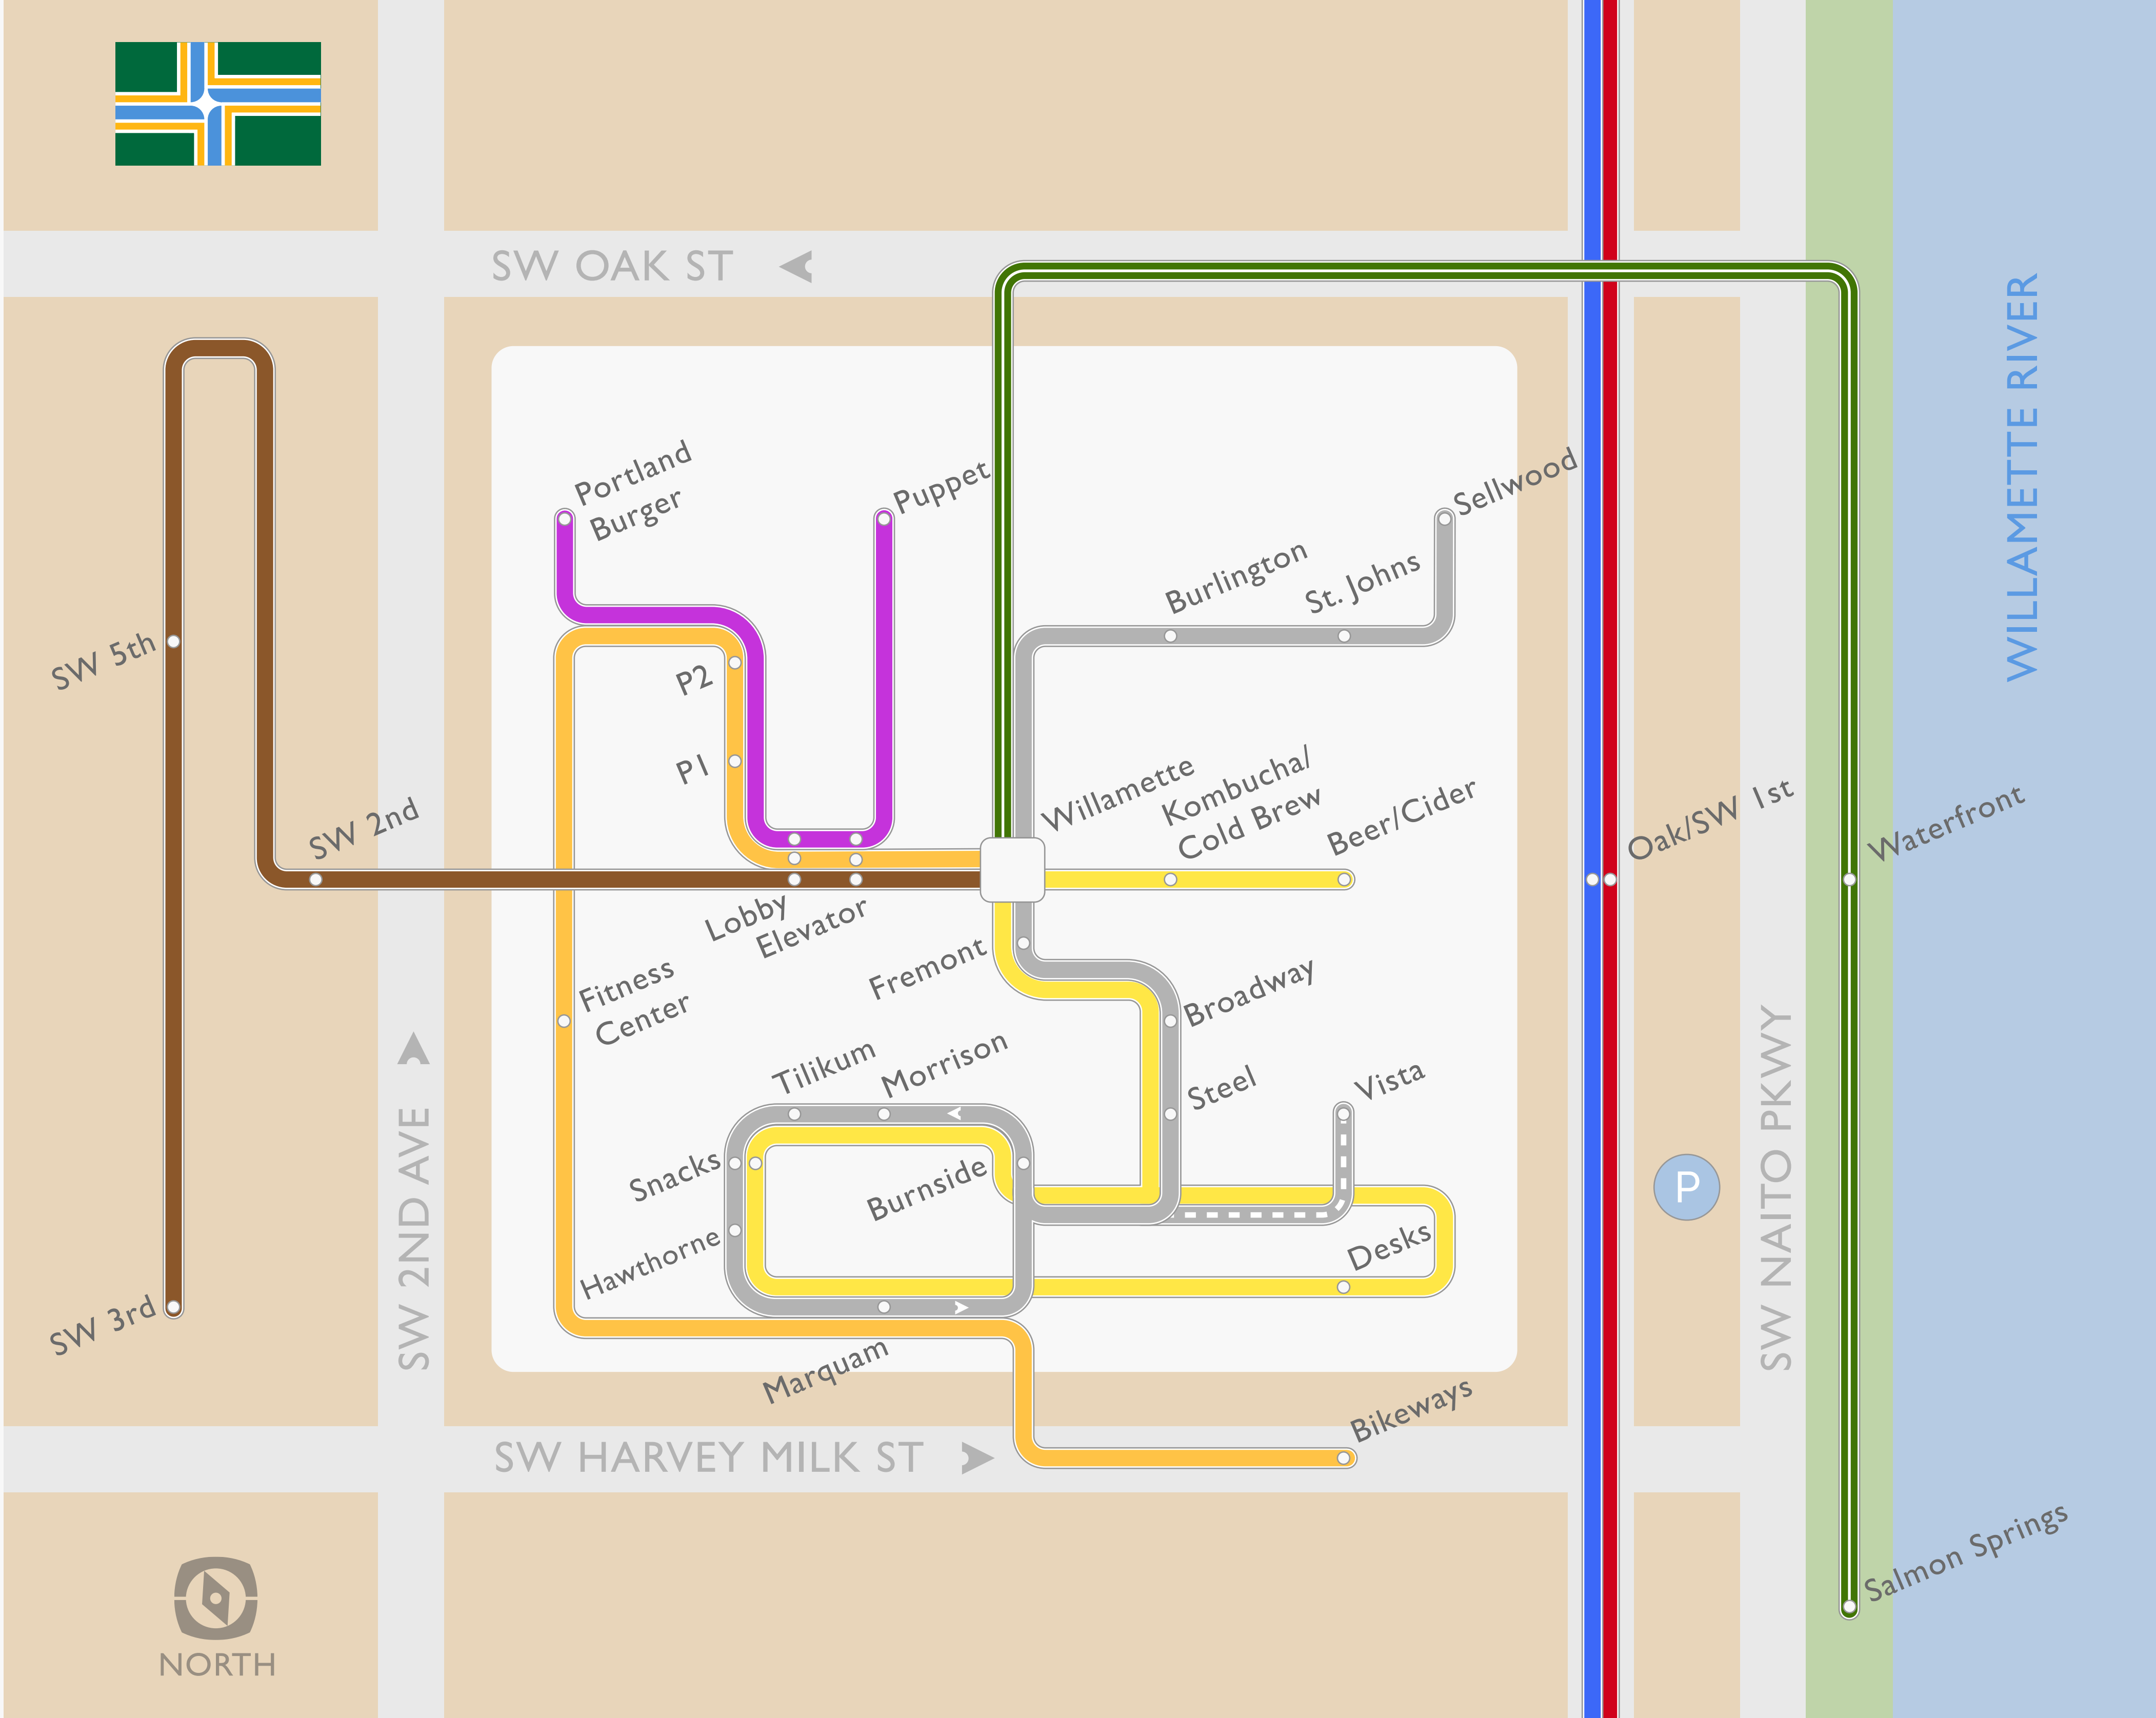 SW OAK ST
WILLAMETTE RIVER
Portland
Burger
Puppet
Sellwood
Burlington
St. Johns
SW 5th
P2
P1
Willamette
Kombucha/
Cold Brew
Beer/Cider
Oak/SW 1st
Waterfront
SW 2nd
Lobby
Elevator
Fremont
Broadway
Fitness
Center
Tilikum
Morrison
Steel
Vista
Snacks
Burnside
P
Hawthorne
Desks
SW 3rd
SW 2ND AVE
SW NAITO PKWY
Marquam
Bikeways
SW HARVEY MILK ST
Salmon Springs
NORTH